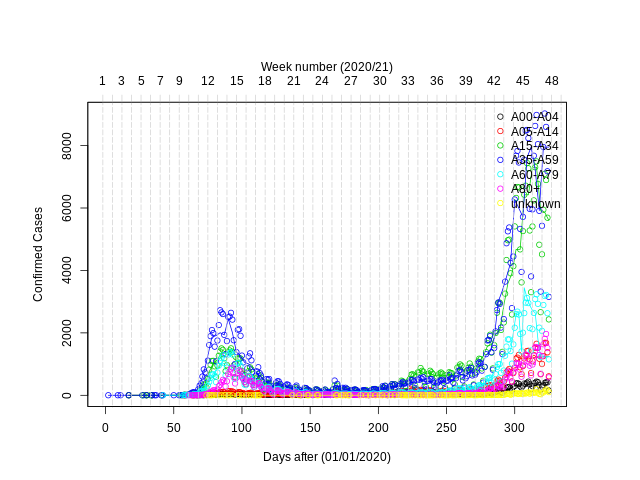 Week number (2020/21)
1 3 5 7 9 12 15 18 21 24 27 30 33 36 39 42 45 48
A00-A04
A05-A14
A15-A34
A35-A59
A60-A79
A80+
unknown
Confirmed Cases
8000
6000
4000
2000
0
0 50 100 150 200 250 300
Days after (01/01/2020)